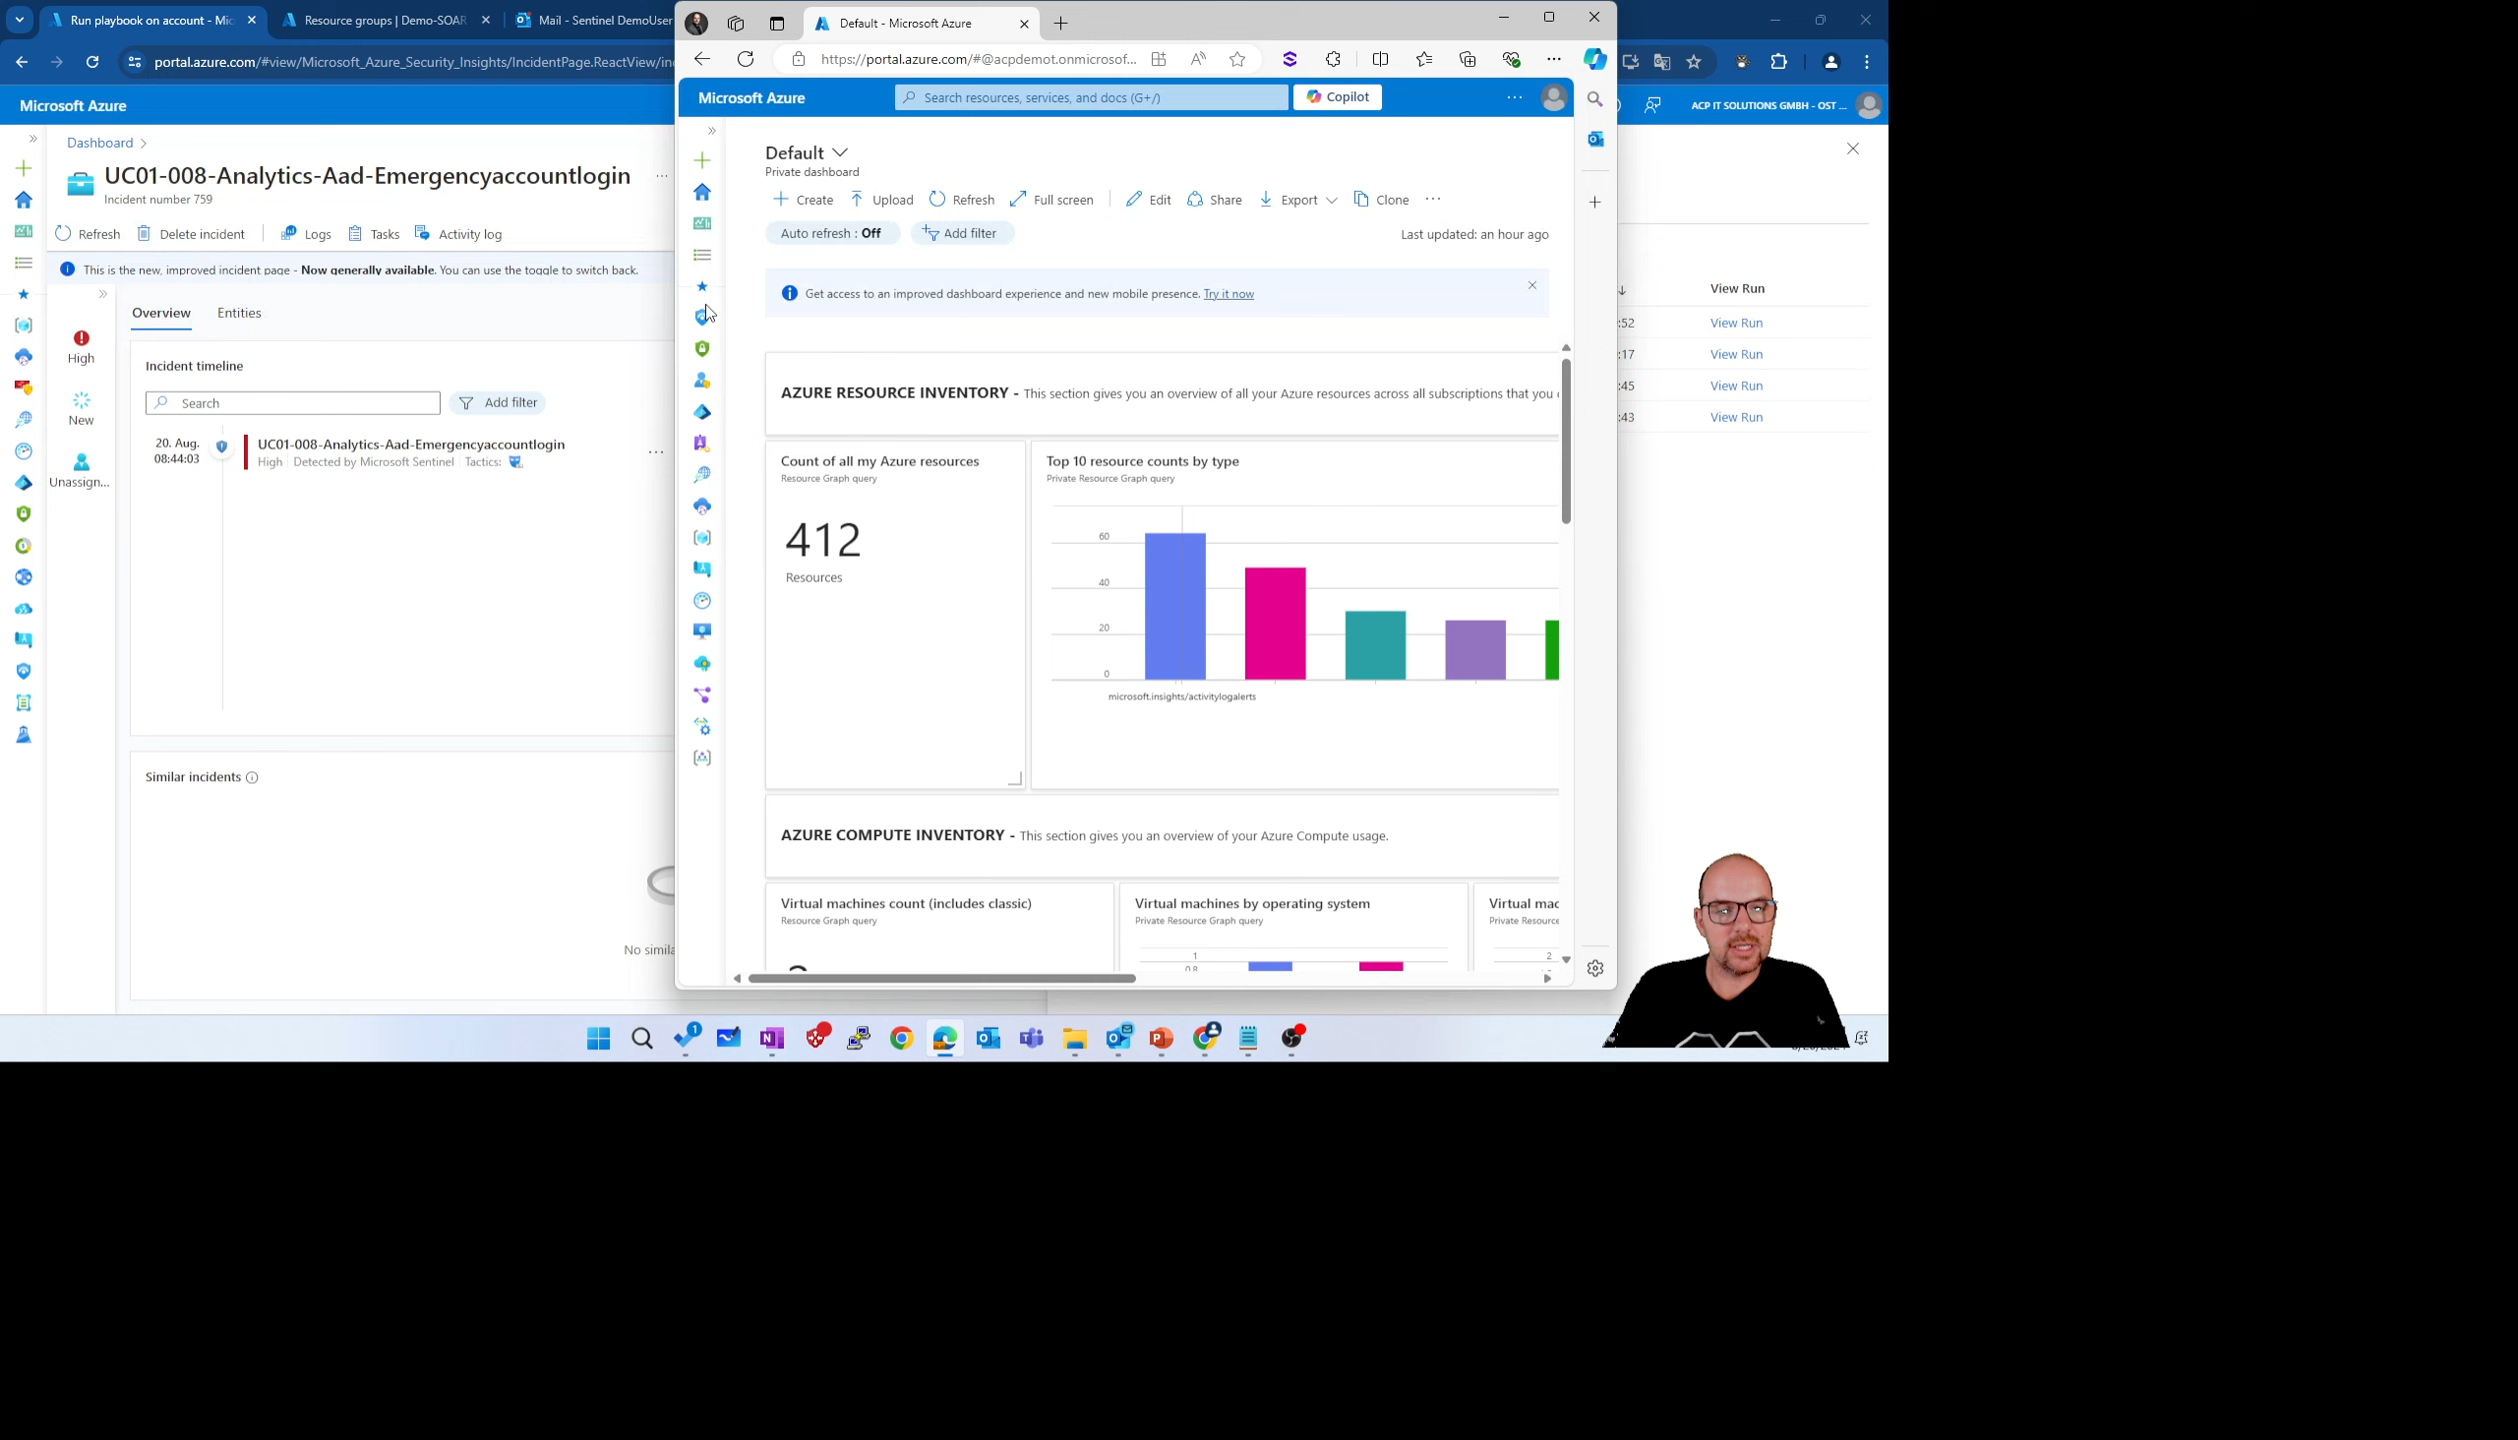 Run playbook on account - Mic
Resource groups | Demo-SOAR
Mail - Sentinel DemoUser
portal.azure.com/#view/Microsoft_Azure_Security_Insights/IncidentPage.ReactView/in
Microsoft Azure
ACP IT SOLUTIONS GMBH - OST ...
Dashboard
UC01-008-Analytics-Aad-Emergencyaccountlogin
...
Incident number 759
Refresh
Delete incident
Logs
Tasks
Activity log
This is the new, improved incident page - Now generally available. You can use the toggle to switch back.
High
New
Unassign...
Overview
Entities
Incident timeline
Search
Add filter
20. Aug.
08:44:03
UC01-008-Analytics-Aad-Emergencyaccountlogin
High | Detected by Microsoft Sentinel | Tactics:
...
Similar incidents
No simila
Default - Microsoft Azure
https://portal.azure.com/#@acpdemot.onmicrosof...
Microsoft Azure
Search resources, services, and docs (G+/)
Copilot
...
Default
Private dashboard
Create
Upload
Refresh
Full screen
Edit
Share
Export
Clone
...
Auto refresh : Off
Add filter
Last updated: an hour ago
Get access to an improved dashboard experience and new mobile presence. Try it now
AZURE RESOURCE INVENTORY - This section gives you an overview of all your Azure resources across all subscriptions that you
Count of all my Azure resources
Resource Graph query
412
Resources
Top 10 resource counts by type
Private Resource Graph query
60
40
20
0
microsoft.insights/activitylogalerts
AZURE COMPUTE INVENTORY - This section gives you an overview of your Azure Compute usage.
Virtual machines count (includes classic)
Resource Graph query
Virtual machines by operating system
Private Resource Graph query
1
0.8
Virtual mac
Private Resource
2
View Run
:52
View Run
:17
View Run
:45
View Run
:43
View Run
1